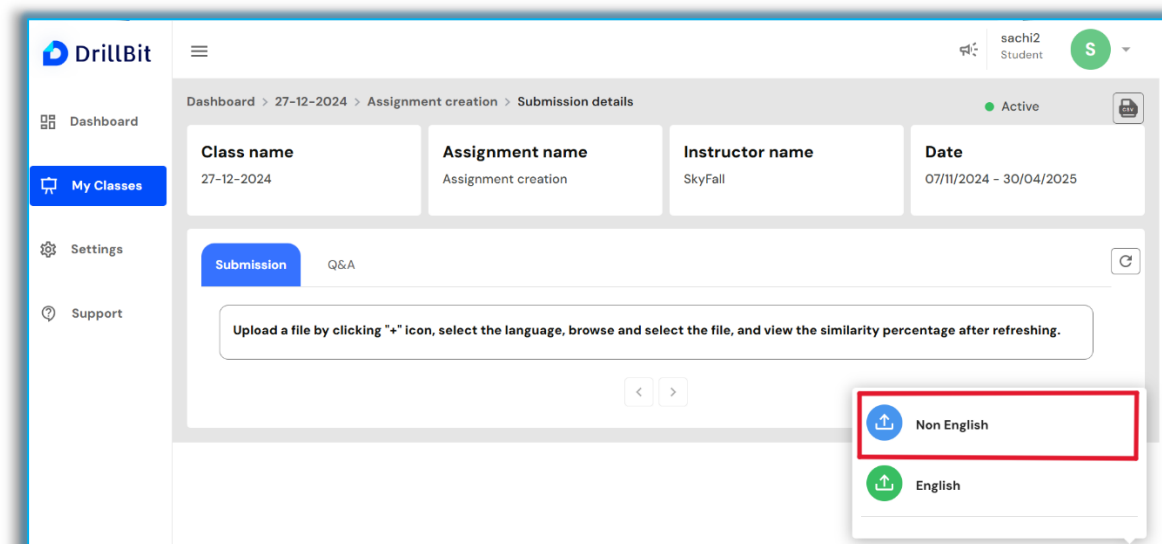 DrillBit
sachi2
Student
S
Dashboard > 27-12-2024 > Assignment creation > Submission details
Active
CSV
Dashboard
My Classes
Settings
Support
Class name
27-12-2024
Assignment name
Assignment creation
Instructor name
SkyFall
Date
07/11/2024 - 30/04/2025
Submission
Q&A
Upload a file by clicking "+" icon, select the language, browse and select the file, and view the similarity percentage after refreshing.
Non English
English